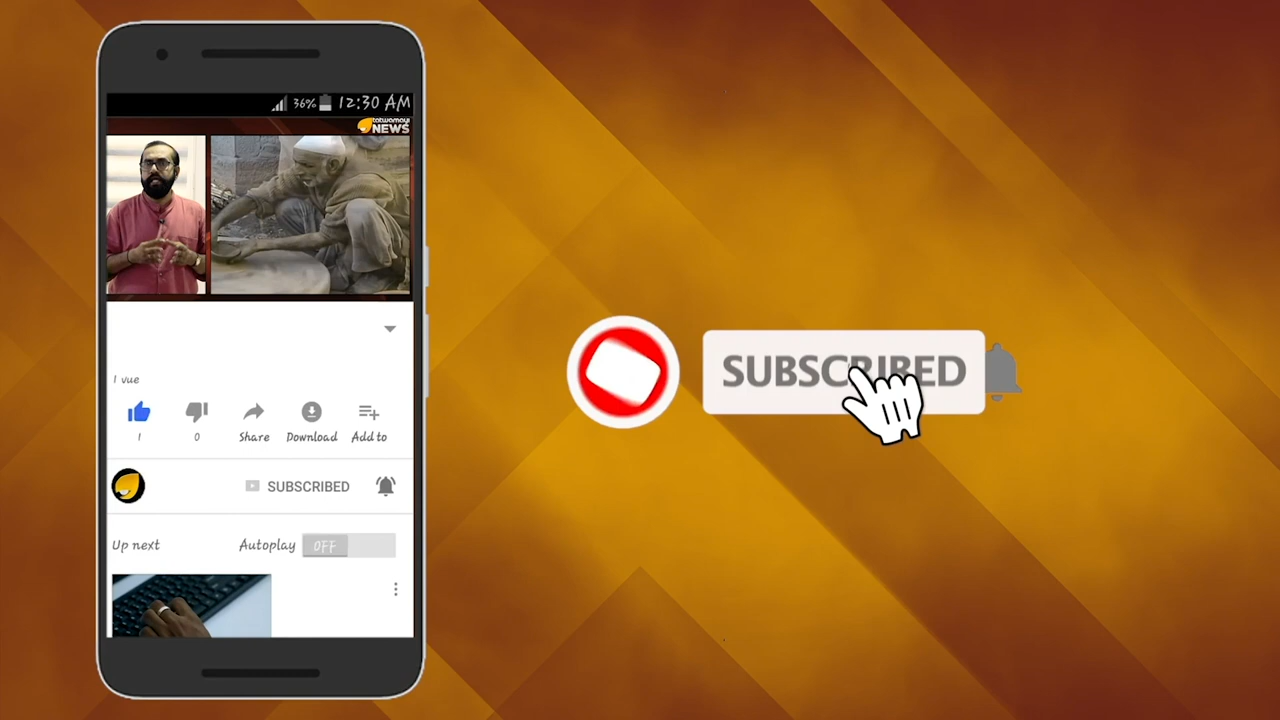 36% 12:30 AM
tatwamayi
NEWS
1 vue
1
0
Share
Download
Add to
SUBSCRIBED
Up next
Autoplay
OFF
SUBSCRIBED